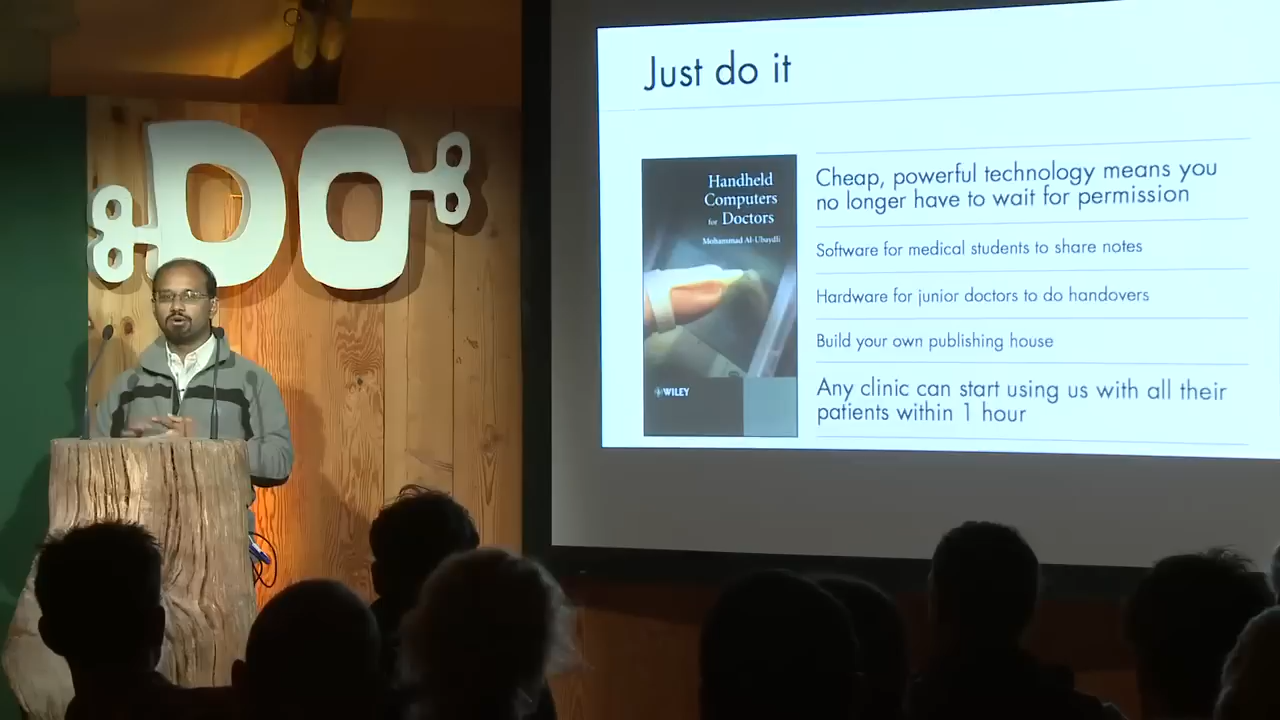 DO
Just do it
Handheld
Computers
for Doctors
Mohammad Al-Ubaydli
WILEY
Cheap, powerful technology means you
no longer have to wait for permission
Software for medical students to share notes
Hardware for junior doctors to do handovers
Build your own publishing house
Any clinic can start using us with all their
patients within 1 hour